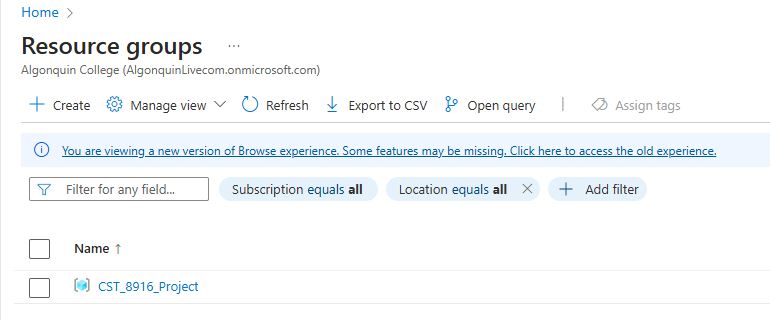 Home
Resource groups ...
Algonquin College (AlgonquinLivecom.onmicrosoft.com)
Create Manage view Refresh Export to CSV Open query Assign tags
You are viewing a new version of Browse experience. Some features may be missing. Click here to access the old experience.
Filter for any field... Subscription equals all Location equals all Add filter
Name ↑
CST_8916_Project